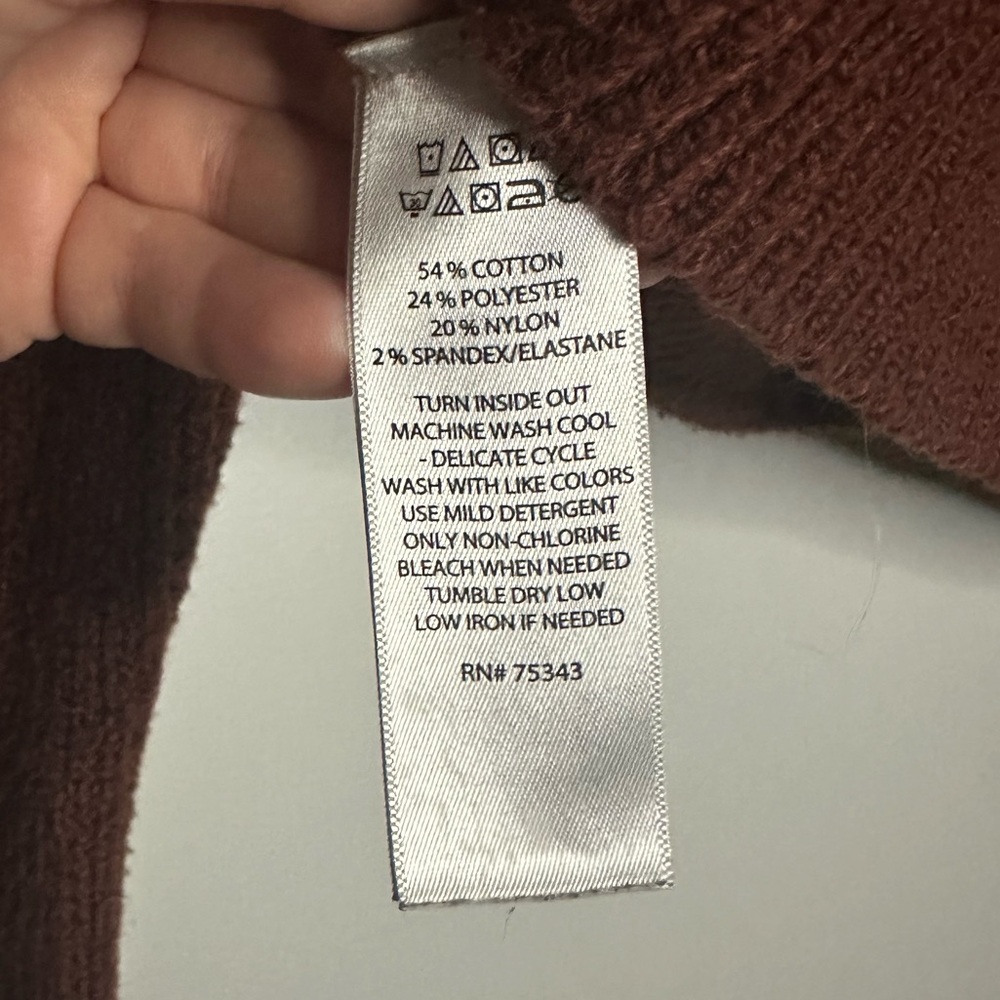 54% COTTON
24% POLYESTER
20% NYLON
2% SPANDEX/ELASTANE
TURN INSIDE OUT
MACHINE WASH COOL
- DELICATE CYCLE
WASH WITH LIKE COLORS
USE MILD DETERGENT
ONLY NON-CHLORINE
BLEACH WHEN NEEDED
TUMBLE DRY LOW
LOW IRON IF NEEDED
RN# 75343